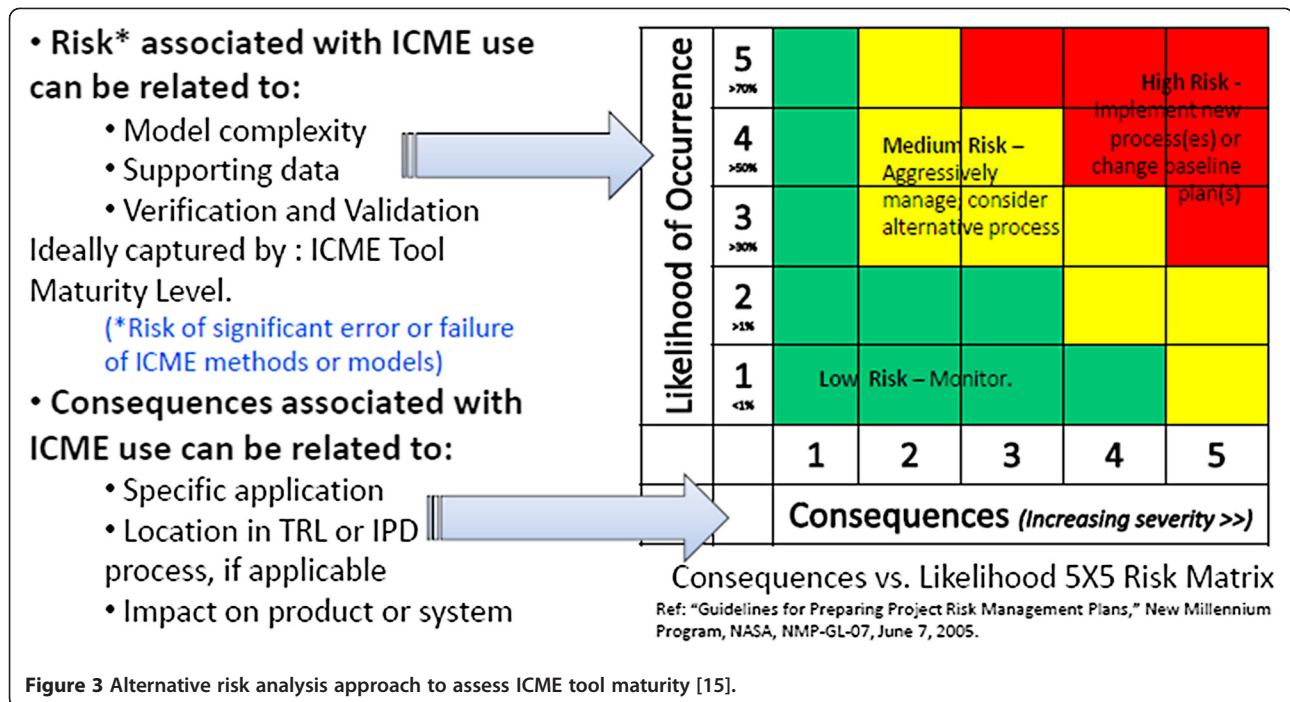 • Risk* associated with ICME use
can be related to:
• Model complexity
• Supporting data
• Verification and Validation
Ideally captured by : ICME Tool
Maturity Level.
(*Risk of significant error or failure
of ICME methods or models)
• Consequences associated with
ICME use can be related to:
• Specific application
• Location in TRL or IPD
process, if applicable
• Impact on product or system
Likelihood of Occurrence
5
>70%
4
>50%
3
>30%
2
>1%
1
<1%
High Risk -
Implement new
process(es) or
change baseline
plan(s)
Medium Risk –
Aggressively
manage; consider
alternative process
Low Risk – Monitor.
1 2 3 4 5
Consequences (Increasing severity >>)
Consequences vs. Likelihood 5X5 Risk Matrix
Ref: “Guidelines for Preparing Project Risk Management Plans,” New Millennium
Program, NASA, NMP-GL-07, June 7, 2005.
Figure 3 Alternative risk analysis approach to assess ICME tool maturity [15].